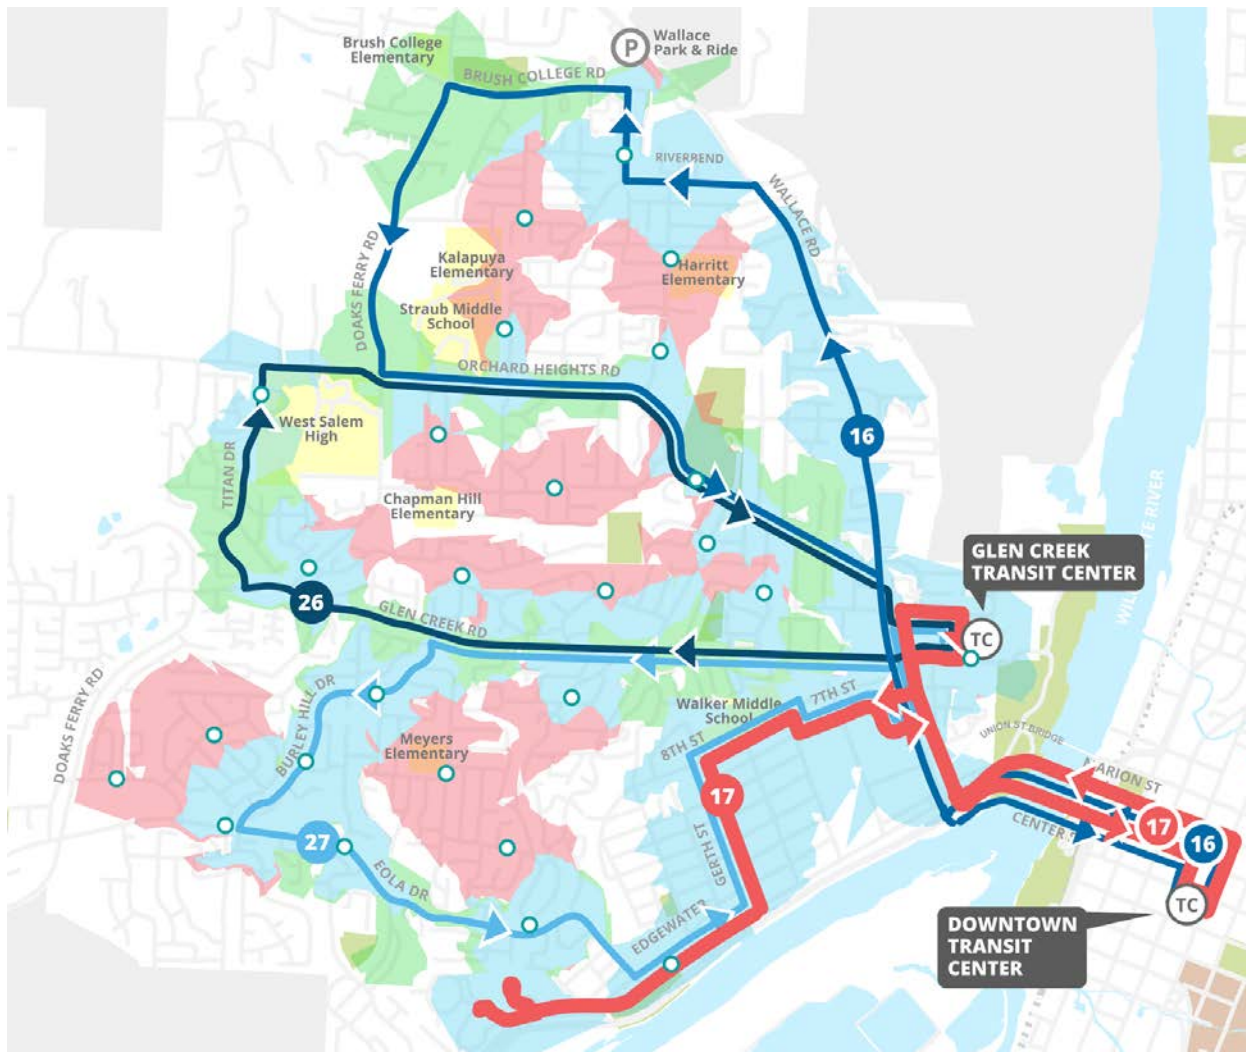 Brush College
Elementary
P
Wallace
Park & Ride
BRUSH COLLEGE RD
RIVERBEND
WALLACE RD
DOAKS FERRY RD
Kalapuya
Elementary
Harritt
Elementary
Straub Middle
School
ORCHARD HEIGHTS RD
West Salem
High
16
TITAN DR
Chapman Hill
Elementary
GLEN CREEK
TRANSIT CENTER
26
GLEN CREEK RD
TC
DOAKS FERRY RD
BURLEY HILL DR
Walker Middle
School
7TH ST
8TH ST
UNION ST BRIDGE
Meyers
Elementary
MARION ST
17
CENTER S
17
16
27
GERTH ST
EOLA DR
EDGEWATER
TC
DOWNTOWN
TRANSIT
CENTER